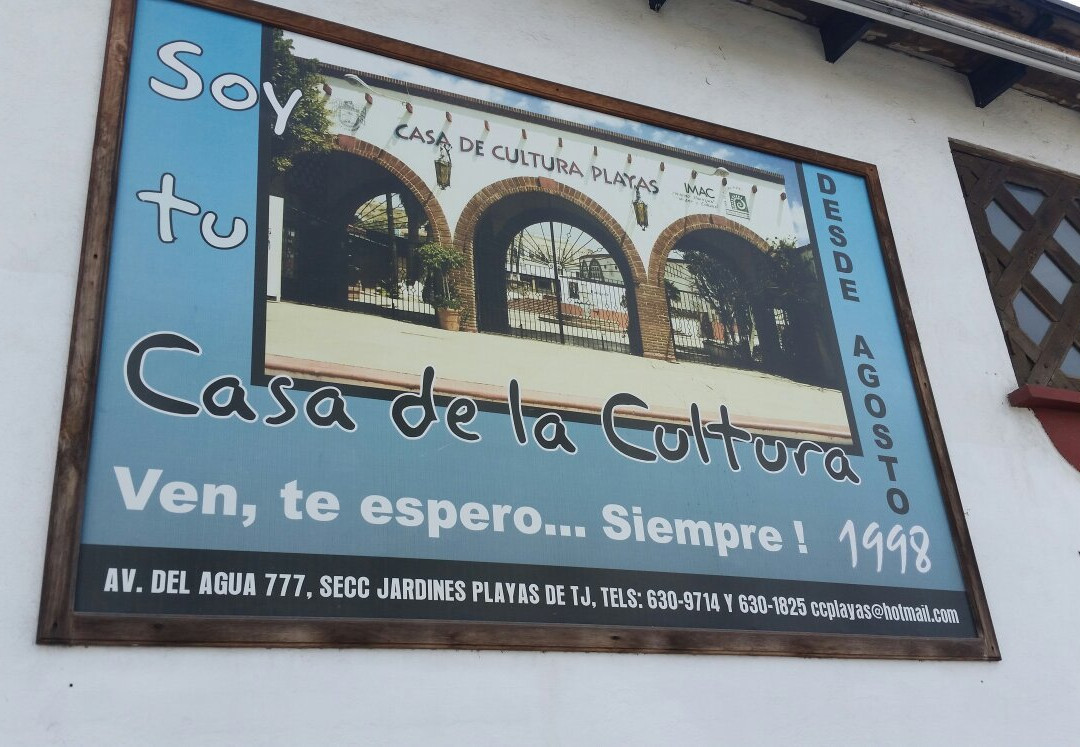 Soy
tu
CASA DE CULTURA PLAYAS
IMAC
Casa de la Cultura
DESDE AGOSTO
1998
Ven, te espero... Siempre !
AV. DEL AGUA 777, SECC JARDINES PLAYAS DE TJ, TELS: 630-9714 Y 630-1825 ccplayas@hotmail.com